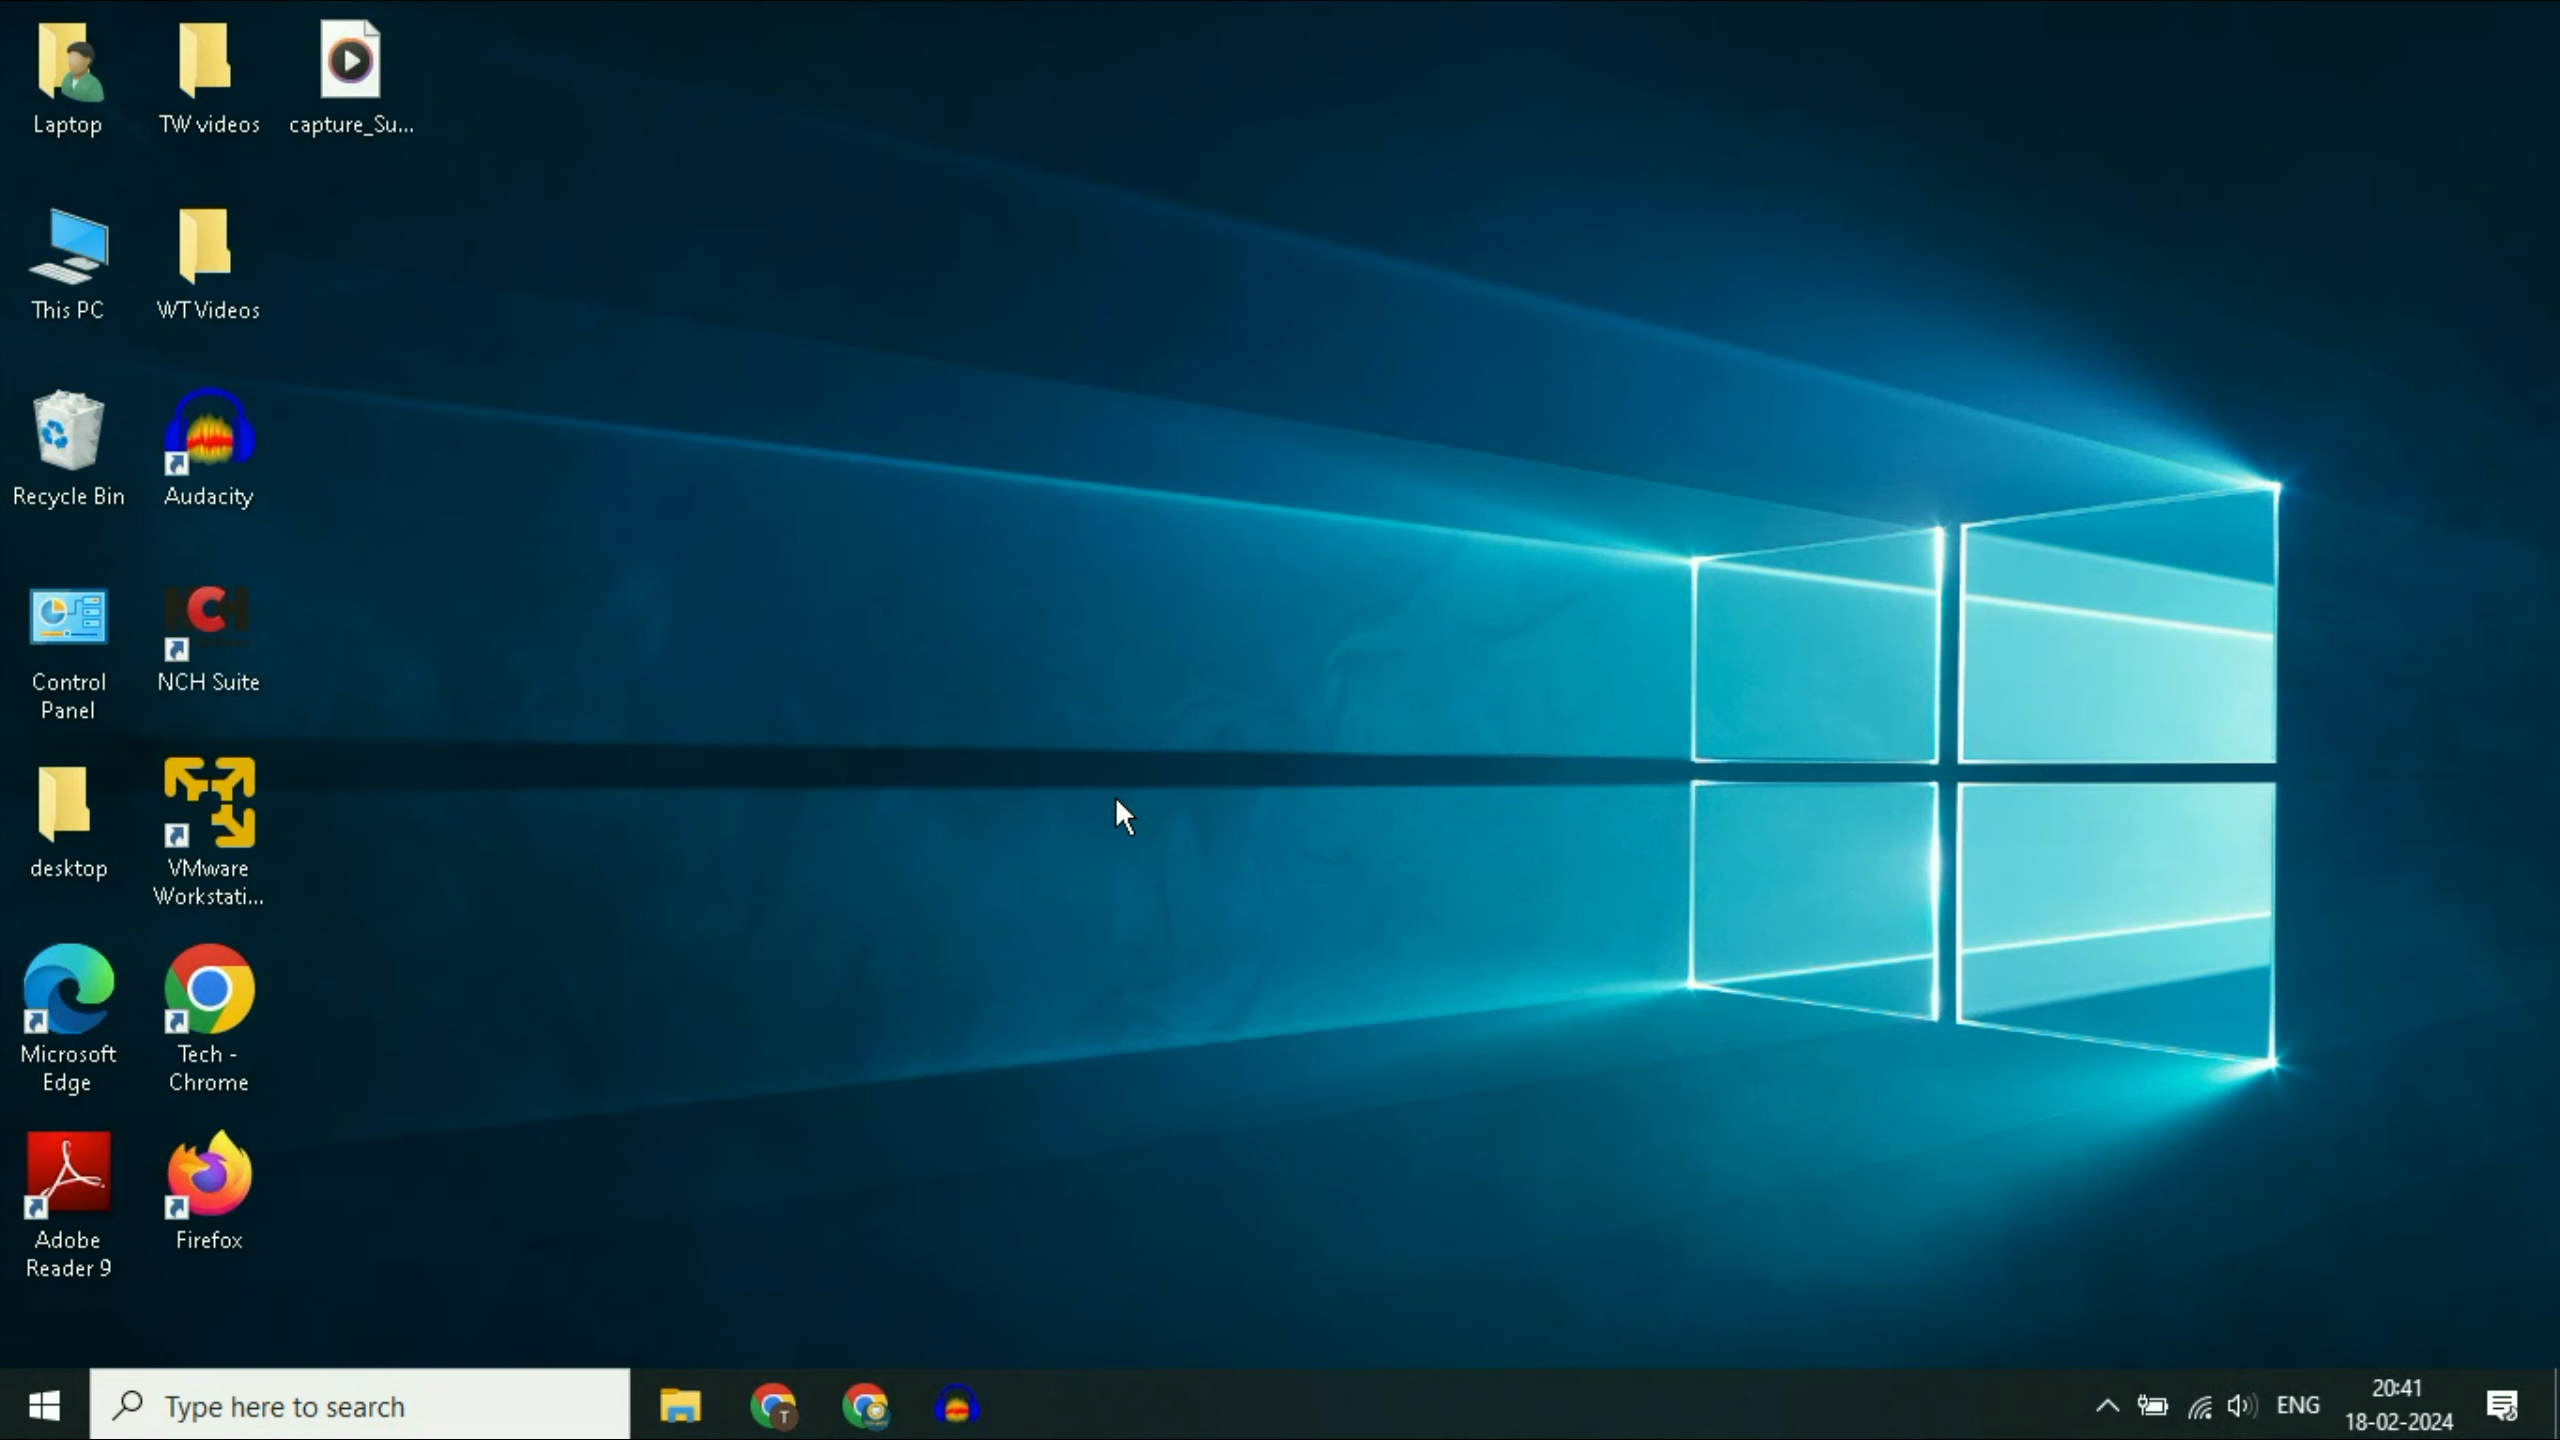 Laptop
TW videos
capture_Su...
This PC
WT Videos
Recycle Bin
Audacity
Control
Panel
NCH
NCH Suite
desktop
VMware
Workstati...
Microsoft
Edge
Tech -
Chrome
Adobe
Reader 9
Firefox
Type here to search
T
ENG
20:41
18-02-2024